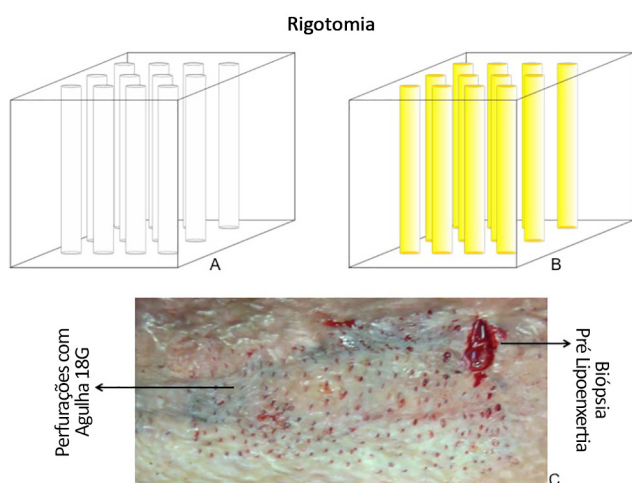 Rigotomia
A
B
Perfurações com
Agulha 18G
Biópsia
Pré Lipoenxertia
C